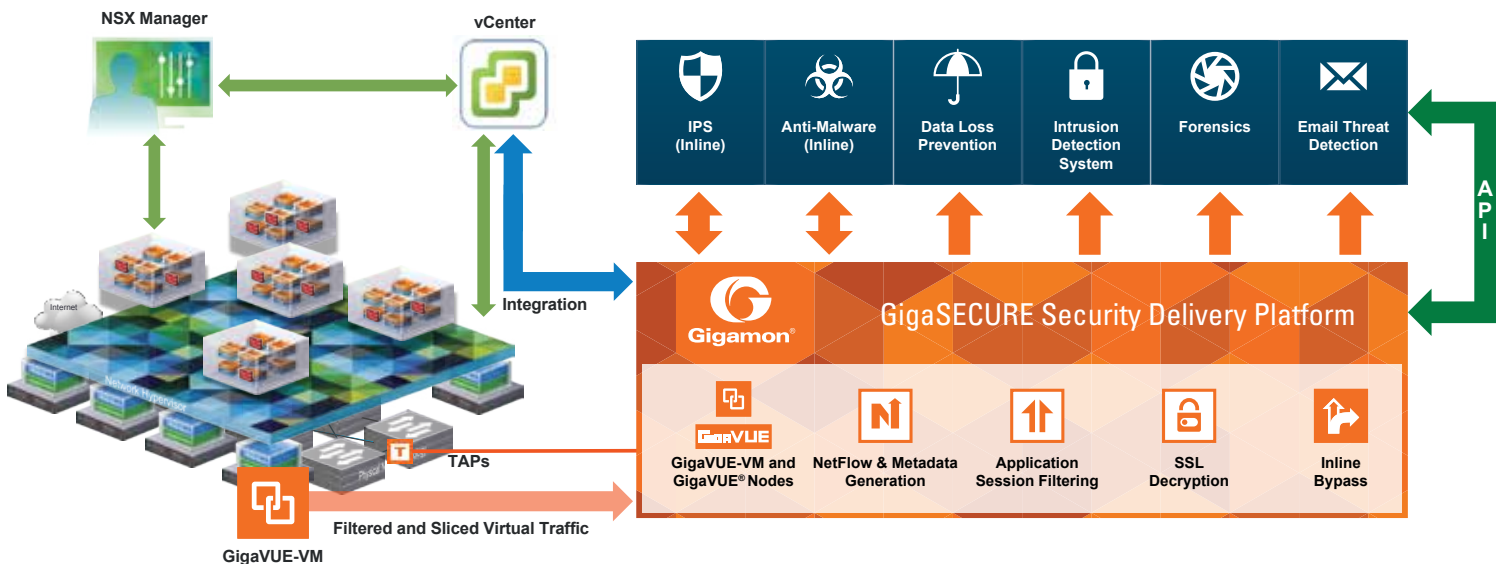 NSX Manager
vCenter
IPS
(Inline)
Anti-Malware
(Inline)
Data Loss
Prevention
Intrusion
Detection
System
Forensics
Email Threat
Detection
API
Internet
Integration
Gigamon®
GigaSECURE Security Delivery Platform
Network Hypervisor
T
TAPs
GigaVUE
GigaVUE-VM and
GigaVUE® Nodes
NetFlow & Metadata
Generation
Application
Session Filtering
SSL
Decryption
Inline
Bypass
Filtered and Sliced Virtual Traffic
GigaVUE-VM